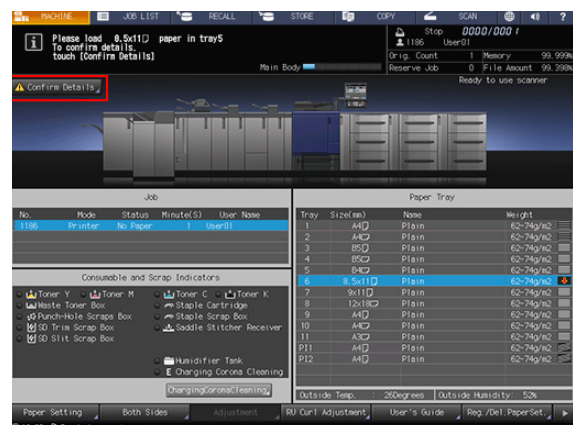 MACHINE JOB LIST RECALL STORE COPY SCAN ?
Please load 8.5x11 paper in tray5
To confirm details,
touch [Confirm Details]
Main Body
Stop 0000/0001
1186 User01
Orig. Count 1 Memory 99.999%
Reserve Job 0 File Amount 99.398%
Ready to use scanner
Confirm Details
Job
No. Mode Status Minute(S) User Name
1186 Printer No Paper 1 User01
Consumable and Scrap Indicators
Toner Y Toner M Toner C Toner K
Waste Toner Box Staple Cartridge
Punch-Hole Scraps Box Staple Scrap Box
SD Trim Scrap Box Saddle Stitcher Receiver
SD Slit Scrap Box
Humidifier Tank
Charging Corona Cleaning
ChargingCoronaCleaning
Paper Tray
Tray Size(mm) Name Weight
1 A4 Plain 62-74g/m2
2 A4 Plain 62-74g/m2
3 B5 Plain 62-74g/m2
4 B5 Plain 62-74g/m2
5 B4 Plain 62-74g/m2
6 8.5x11 Plain 62-74g/m2
7 9x11 Plain 62-74g/m2
8 12x18 Plain 62-74g/m2
9 A4 Plain 62-74g/m2
10 A4 Plain 62-74g/m2
11 A3 Plain 62-74g/m2
PI1 A4 Plain 62-74g/m2
PI2 A4 Plain 62-74g/m2
Outside Temp. : 26Degrees Outside Humidity: 52%
Paper Setting Both Sides Adjustment RU Curl Adjustment User's Guide Reg./Del.PaperSet.